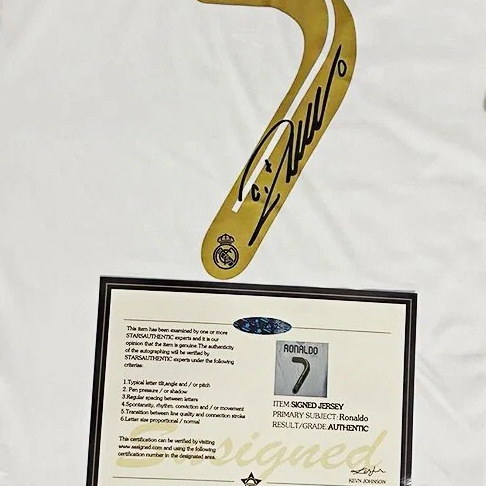 7
This item has been examined by one or more
STARSAUTHENTIC experts and it is our
opinion that the item is genuine.The authenticity
of the autographing will be verified by
STARSAUTHENTIC experts under the following
criterias:
1.Typical letter tilt,angle and / or pitch
2. Pen pressure / or shadow
3.Regular spacing between letters
4.Spontaneity, rhythm, conviction and / or movement
5.Transition between line quality and connection stroke
6.Letter size proportional / normal
This certification can be verified by visiting
www.asigned.com and using the following
certification number in the designated area.
RONALDO
7
ITEM SIGNED JERSEY
PRIMARY SUBJECT: Ronaldo
RESULT/GRADE AUTHENTIC
KEVN JOHNSON